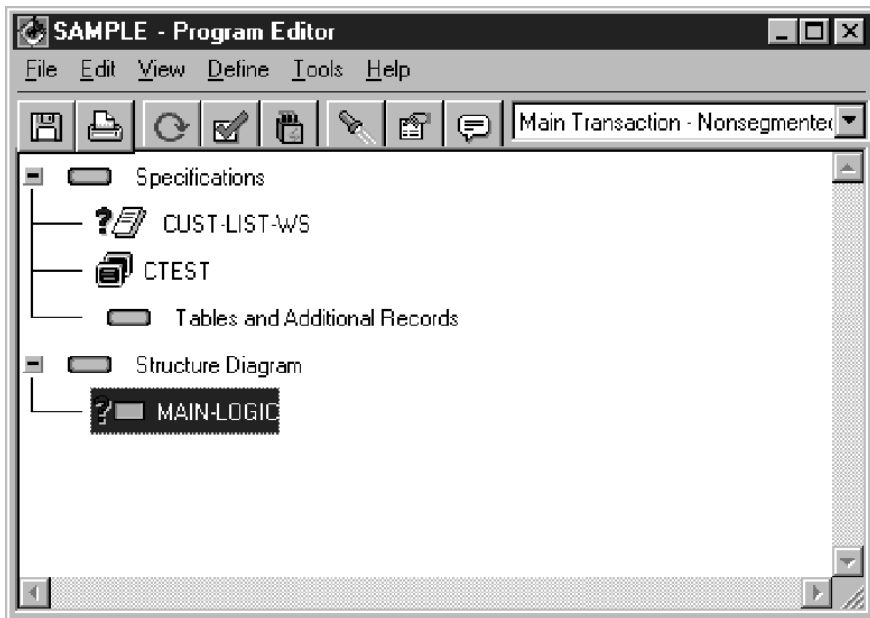 SAMPLE - Program Editor
File Edit View Define Tools Help
Main Transaction - Nonsegmented
Specifications
CUST-LIST-WS
CTEST
Tables and Additional Records
Structure Diagram
MAIN-LOGIC